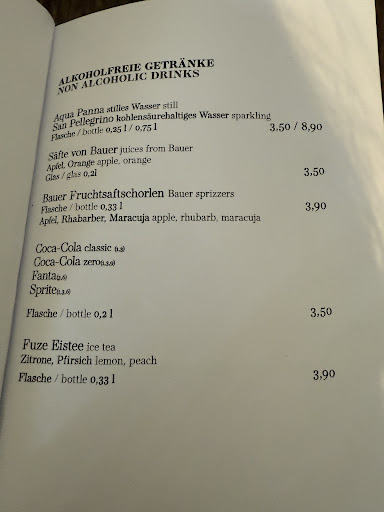 ALKOHOLFREIE GETRÄNKE
NON ALCOHOLIC DRINKS
Aqua Panna stilles Wasser still
San Pellegrino kohlensäurehaltiges Wasser sparkling
Flasche / bottle 0,25 l / 0,75 l 3,50 / 8,90
Säfte von Bauer juices from Bauer
Apfel, Orange apple, orange
Glas / glas 0,2l 3,50
Bauer Fruchtsaftschorlen Bauer sprizzers
Flasche / bottle 0,33 l 3,90
Apfel, Rhabarber, Maracuja apple, rhubarb, maracuja
Coca-Cola classic
Coca-Cola zero
Fanta
Sprite
Flasche / bottle 0,2 l 3,50
Fuze Eistee ice tea
Zitrone, Pfirsich lemon, peach
Flasche / bottle 0,33 l 3,90